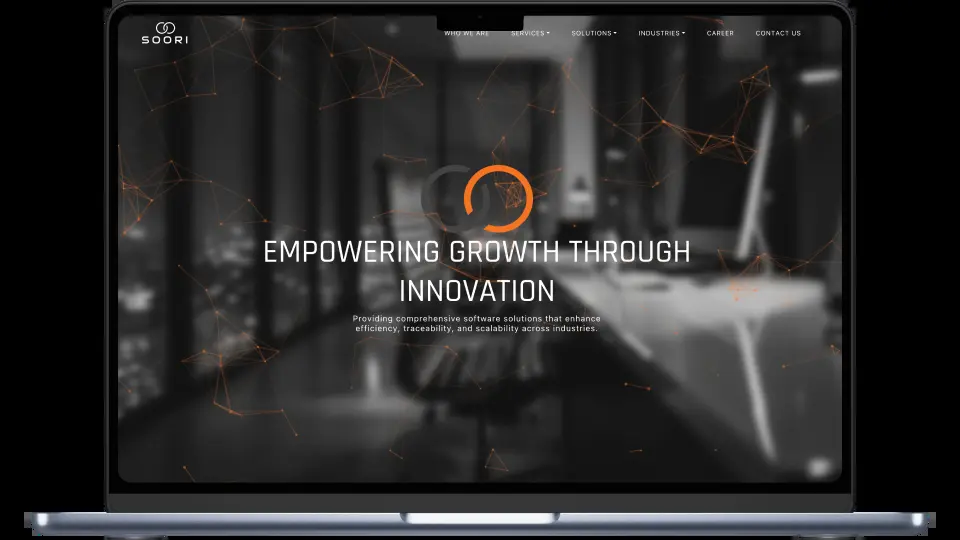 SOORI
WHO WE ARE SERVICES SOLUTIONS INDUSTRIES CAREER CONTACT US
EMPOWERING GROWTH THROUGH
INNOVATION
Providing comprehensive software solutions that enhance
efficiency, traceability, and scalability across industries.